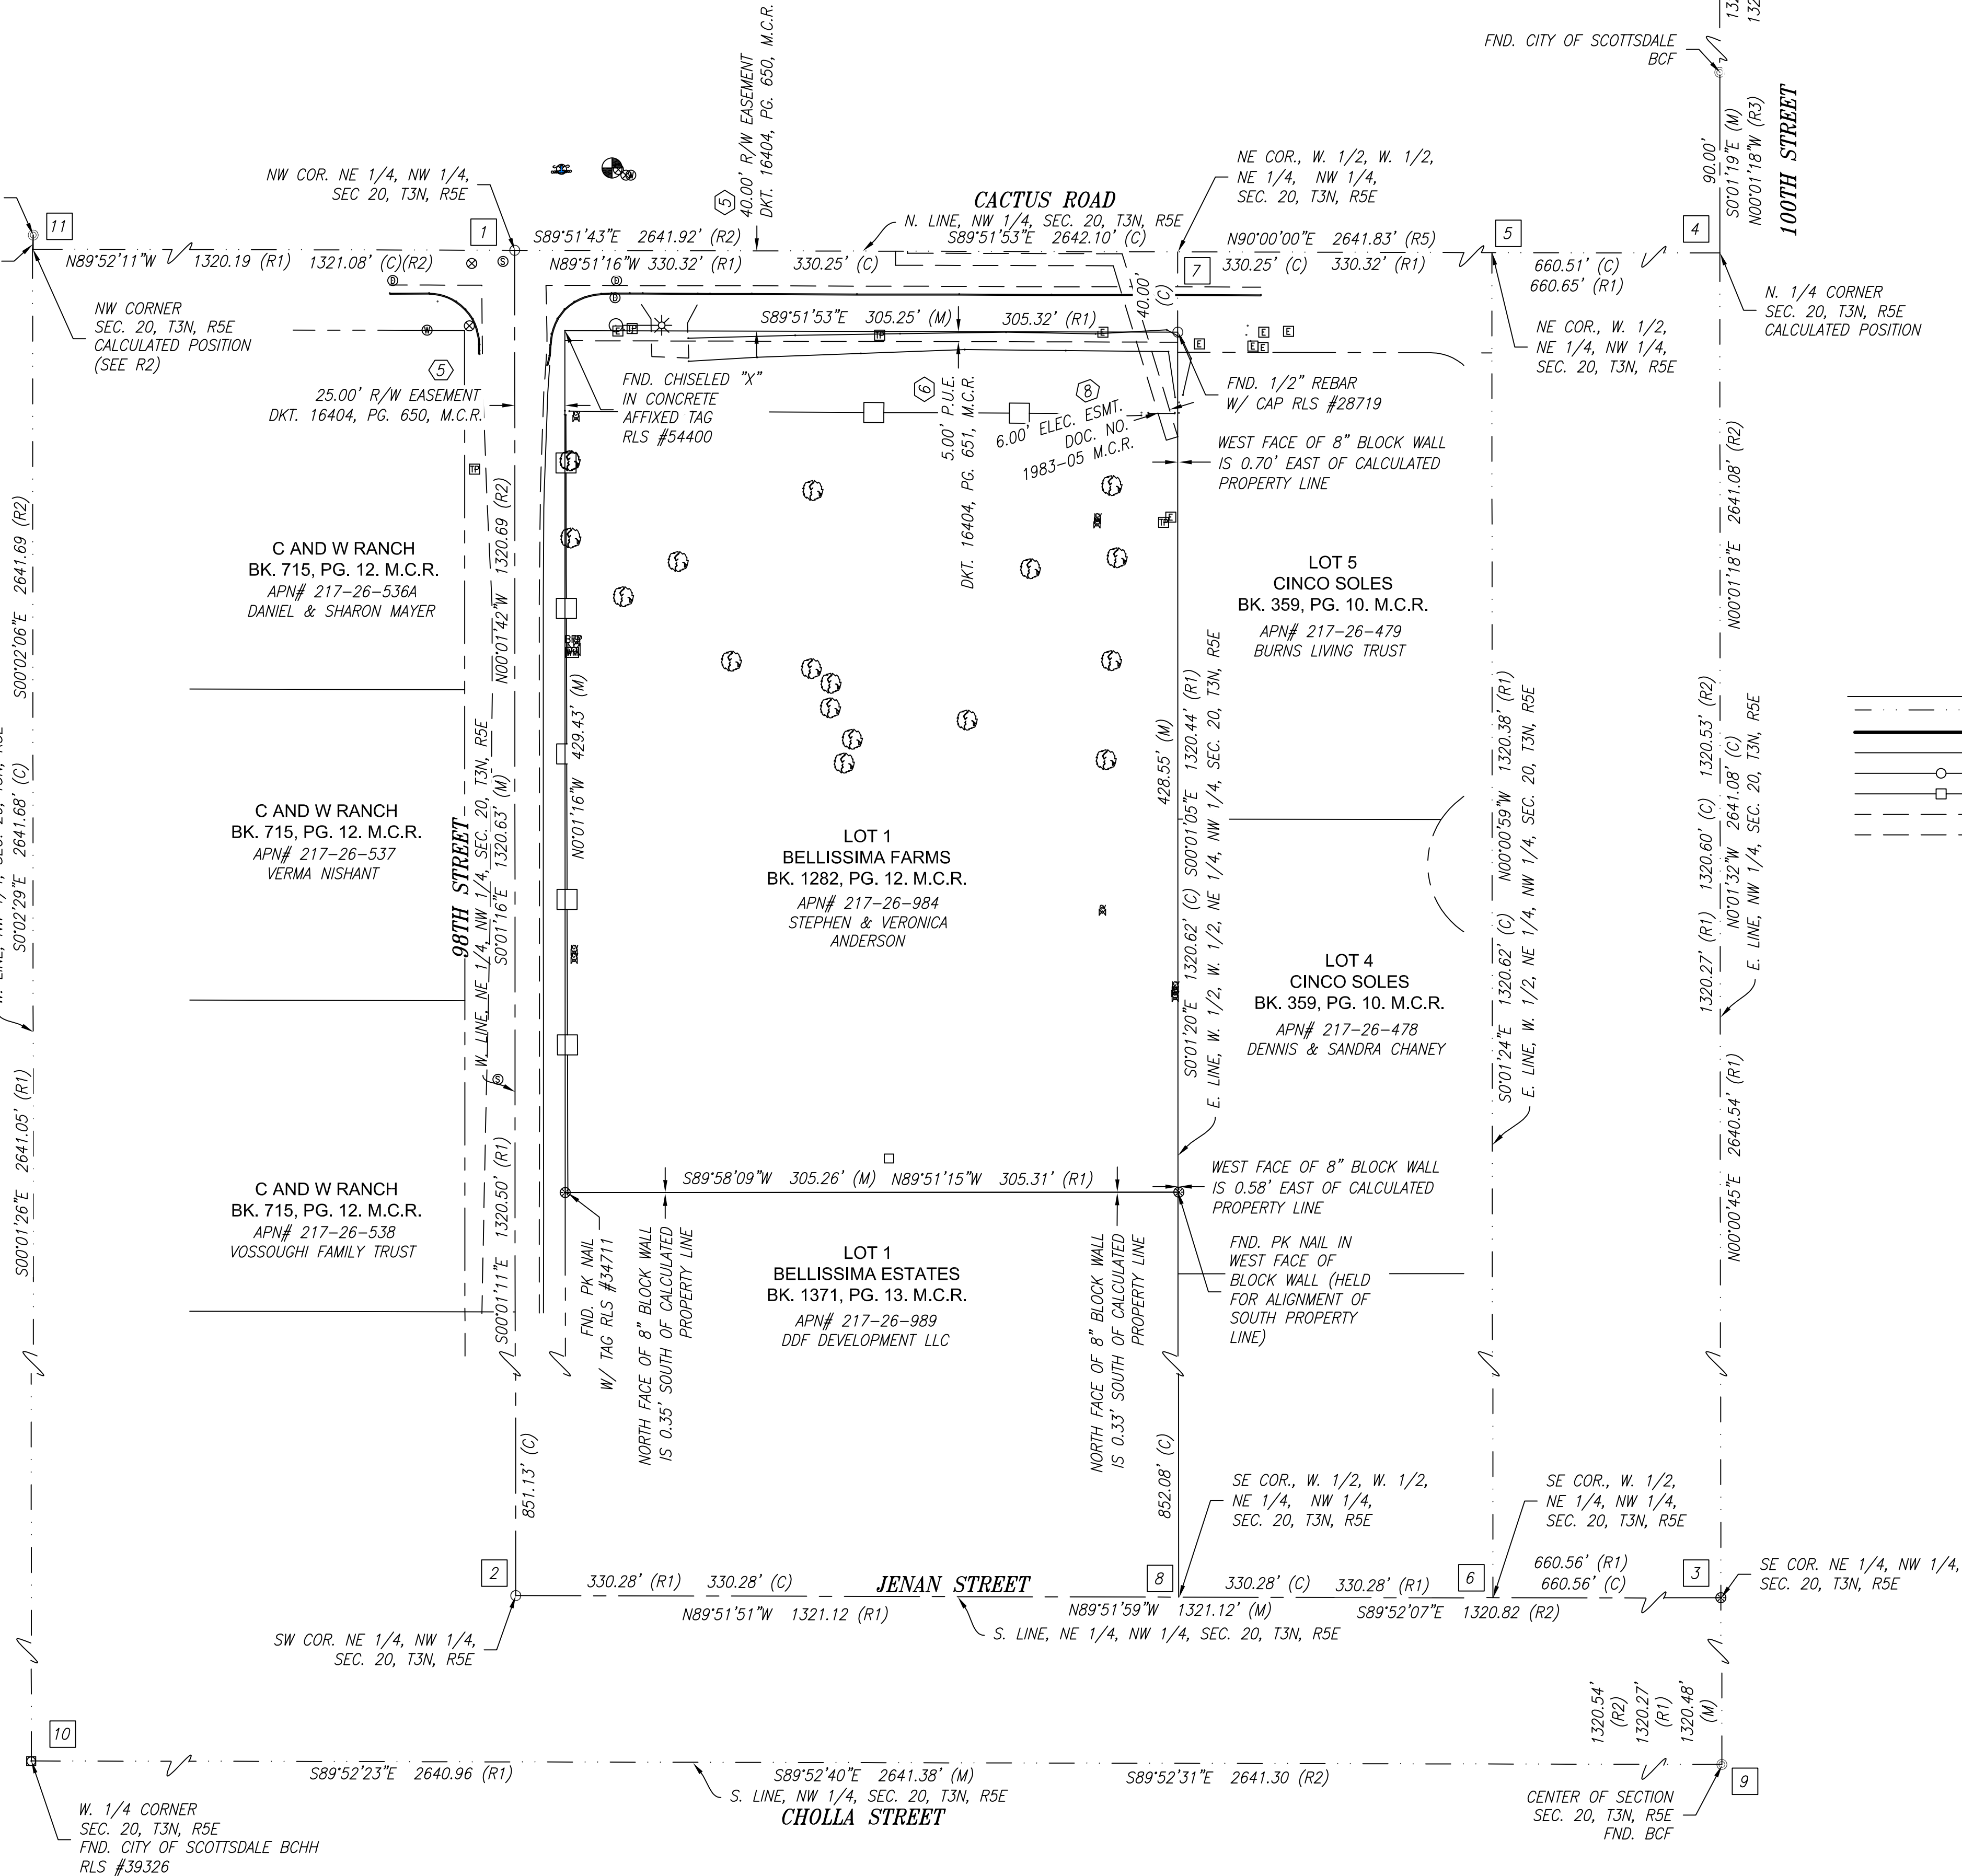 FND. CITY OF SCOTTSDALE
BCF
90.00'
S0°01'19"E (M)
N00°01'18"W (R3)
100TH STREET
40.00' R/W EASEMENT
DKT. 16404, PG. 650, M.C.R.
5
NW COR. NE 1/4, NW 1/4,
SEC 20, T3N, R5E
NE COR., W. 1/2, W. 1/2,
NE 1/4, NW 1/4,
SEC. 20, T3N, R5E
CACTUS ROAD
N. LINE, NW 1/4, SEC. 20, T3N, R5E
11
1
5
4
7
S89°51'43"E 2641.92' (R2)
S89°51'53"E 2642.10' (C)
N90°00'00"E 2641.83' (R5)
N89°52'11"W 1320.19 (R1) 1321.08' (C)(R2)
N89°51'16"W 330.32' (R1)
330.25' (C)
330.25' (C) 330.32' (R1)
660.51' (C)
660.65' (R1)
NW CORNER
SEC. 20, T3N, R5E
CALCULATED POSITION
(SEE R2)
N. 1/4 CORNER
SEC. 20, T3N, R5E
CALCULATED POSITION
NE COR., W. 1/2,
NE 1/4, NW 1/4,
SEC. 20, T3N, R5E
S89°51'53"E 305.25' (M) 305.32' (R1)
40.00'
(C)
5
25.00' R/W EASEMENT
DKT. 16404, PG. 650, M.C.R.
FND. CHISELED "X"
IN CONCRETE
AFFIXED TAG
RLS #54400
6
5.00' P.U.E.
DKT. 16404, PG. 651, M.C.R.
8
6.00' ELEC. ESMT.
DOC. NO.
1983-05 M.C.R.
FND. 1/2" REBAR
W/ CAP RLS #28719
WEST FACE OF 8" BLOCK WALL
IS 0.70' EAST OF CALCULATED
PROPERTY LINE
C AND W RANCH
BK. 715, PG. 12. M.C.R.
APN# 217-26-536A
DANIEL & SHARON MAYER
LOT 5
CINCO SOLES
BK. 359, PG. 10. M.C.R.
APN# 217-26-479
BURNS LIVING TRUST
C AND W RANCH
BK. 715, PG. 12. M.C.R.
APN# 217-26-537
VERMA NISHANT
LOT 1
BELLISSIMA FARMS
BK. 1282, PG. 12. M.C.R.
APN# 217-26-984
STEPHEN & VERONICA
ANDERSON
LOT 4
CINCO SOLES
BK. 359, PG. 10. M.C.R.
APN# 217-26-478
DENNIS & SANDRA CHANEY
C AND W RANCH
BK. 715, PG. 12. M.C.R.
APN# 217-26-538
VOSSOUGHI FAMILY TRUST
LOT 1
BELLISSIMA ESTATES
BK. 1371, PG. 13. M.C.R.
APN# 217-26-989
DDF DEVELOPMENT LLC
S00°01'26"E 2641.05' (R1)
S0°02'29"E 2641.68' (C)
S00°02'06"E 2641.69 (R2)
98TH STREET
W. LINE, NE 1/4, NW 1/4, SEC. 20, T3N, R5E
S00°01'11"E 1320.50' (R1)
S0°01'16"E 1320.63' (M)
N00°01'42"W 1320.69 (R2)
N0°01'16"W 429.43' (M)
428.55' (M)
S0°01'20"E 1320.62' (C) S00°01'05"E 1320.44' (R1)
E. LINE, W. 1/2, W. 1/2, NE 1/4, NW 1/4, SEC. 20, T3N, R5E
S0°01'24"E 1320.62' (C) N00°00'59"W 1320.38' (R1)
E. LINE, W. 1/2, NE 1/4, NW 1/4, SEC. 20, T3N, R5E
1320.27' (R1) 1320.60' (C) 1320.53' (R2)
N00°00'45"E 2640.54' (R1)
N0°01'32"W 2641.08' (C)
N00°01'18"E 2641.08' (R2)
E. LINE, NW 1/4, SEC. 20, T3N, R5E
S89°58'09"W 305.26' (M) N89°51'15"W 305.31' (R1)
WEST FACE OF 8" BLOCK WALL
IS 0.58' EAST OF CALCULATED
PROPERTY LINE
FND. PK NAIL
W/ TAG RLS #34711
NORTH FACE OF 8" BLOCK WALL
IS 0.35' SOUTH OF CALCULATED
PROPERTY LINE
NORTH FACE OF 8" BLOCK WALL
IS 0.33' SOUTH OF CALCULATED
PROPERTY LINE
FND. PK NAIL IN
WEST FACE OF
BLOCK WALL (HELD
FOR ALIGNMENT OF
SOUTH PROPERTY
LINE)
851.13' (C)
852.08' (C)
SE COR., W. 1/2, W. 1/2,
NE 1/4, NW 1/4,
SEC. 20, T3N, R5E
SE COR., W. 1/2,
NE 1/4, NW 1/4,
SEC. 20, T3N, R5E
2
8
6
3
330.28' (R1) 330.28' (C)
JENAN STREET
330.28' (C) 330.28' (R1)
660.56' (R1)
660.56' (C)
SE COR. NE 1/4, NW 1/4,
SEC. 20, T3N, R5E
N89°51'51"W 1321.12 (R1)
N89°51'59"W 1321.12' (M)
S89°52'07"E 1320.82 (R2)
S. LINE, NE 1/4, NW 1/4, SEC. 20, T3N, R5E
SW COR. NE 1/4, NW 1/4,
SEC. 20, T3N, R5E
1320.54'
(R2)
1320.27'
(R1)
1320.48'
(M)
10
9
S89°52'23"E 2640.96 (R1)
S89°52'40"E 2641.38' (M)
S89°52'31"E 2641.30 (R2)
S. LINE, NW 1/4, SEC. 20, T3N, R5E
CHOLLA STREET
W. 1/4 CORNER
SEC. 20, T3N, R5E
FND. CITY OF SCOTTSDALE BCHH
RLS #39326
CENTER OF SECTION
SEC. 20, T3N, R5E
FND. BCF